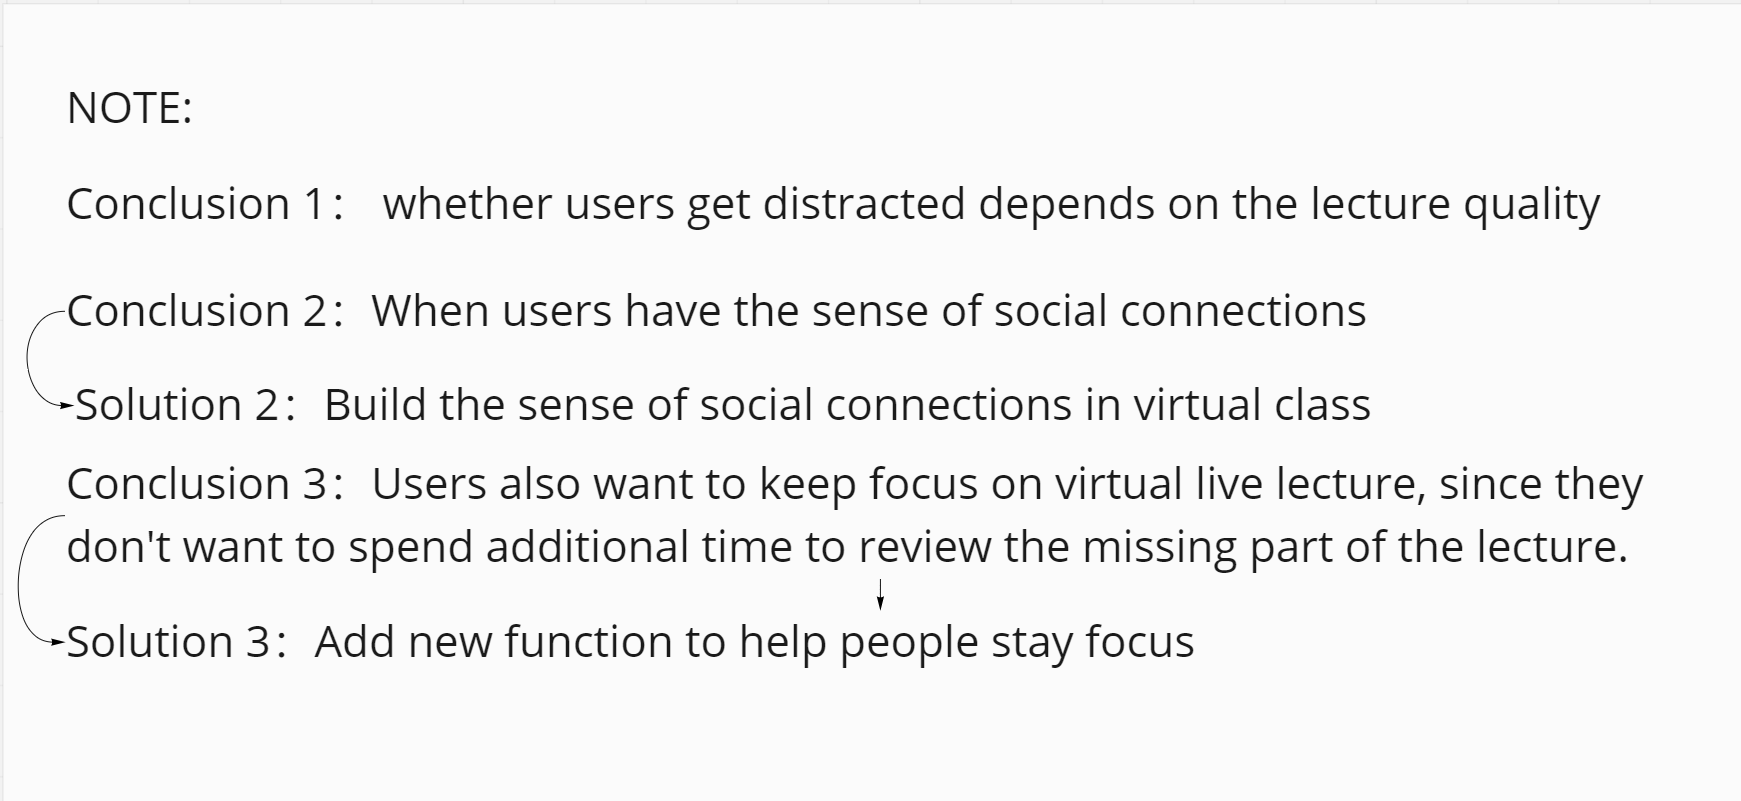 NOTE:
Conclusion 1: whether users get distracted depends on the lecture quality
Conclusion 2: When users have the sense of social connections
Solution 2: Build the sense of social connections in virtual class
Conclusion 3: Users also want to keep focus on virtual live lecture, since they
don't want to spend additional time to review the missing part of the lecture.
Solution 3: Add new function to help people stay focus